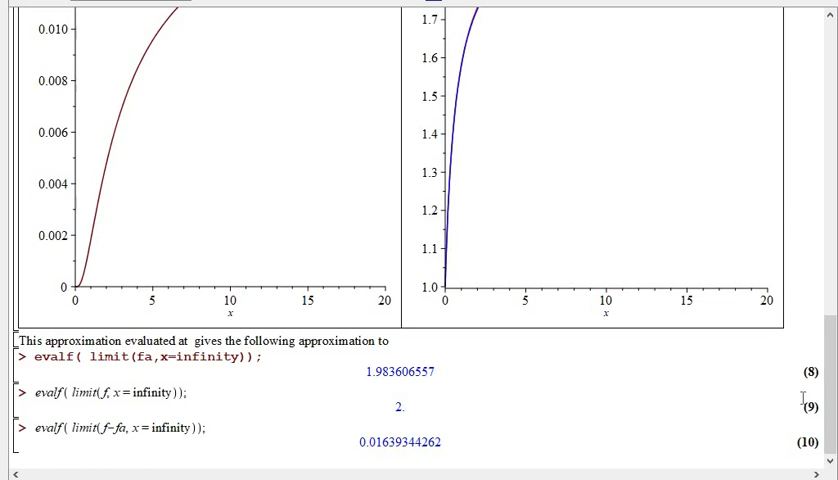 0.010
0.008
0.006
0.004
0.002
0
0 5 10 15 20
x
1.7
1.6
1.5
1.4
1.3
1.2
1.1
1.0
0 5 10 15 20
x
This approximation evaluated at gives the following approximation to
> evalf( limit(fa,x=infinity));
1.983606557 (8)
> evalf( limit(f, x = infinity));
2. (9)
> evalf( limit(f−fa, x = infinity));
0.01639344262 (10)